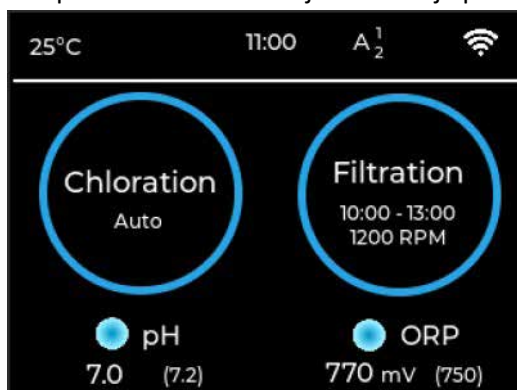 25°C 11:00 A 1 2
Chloration
Auto
Filtration
10:00 - 13:00
1200 RPM
pH
7.0 (7.2)
ORP
770 mV (750)